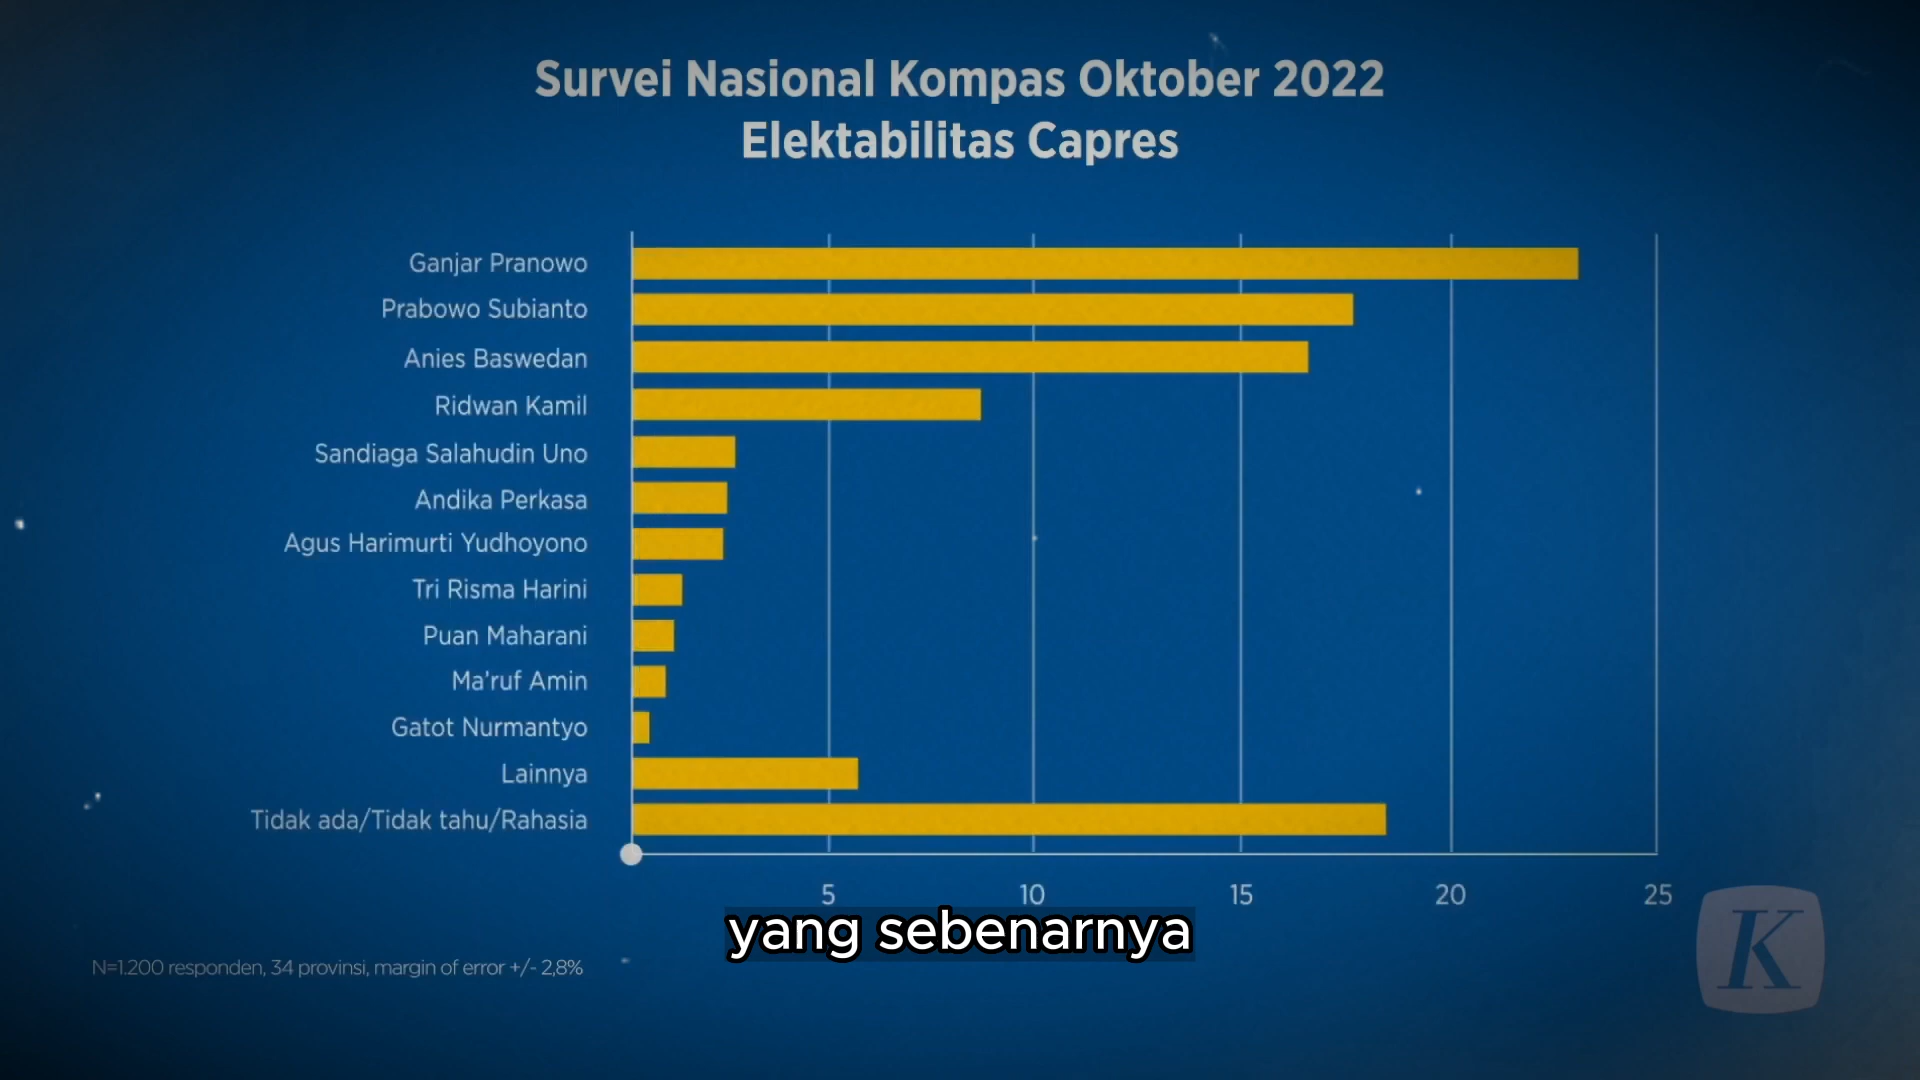 Survei Nasional Kompas Oktober 2022
Elektabilitas Capres
Ganjar Pranowo
Prabowo Subianto
Anies Baswedan
Ridwan Kamil
Sandiaga Salahudin Uno
Andika Perkasa
Agus Harimurti Yudhoyono
Tri Risma Harini
Puan Maharani
Ma'ruf Amin
Gatot Nurmantyo
Lainnya
Tidak ada/Tidak tahu/Rahasia
5 10 15 20 25
yang sebenarnya
N=1.200 responden, 34 provinsi, margin of error +/- 2,8%
K